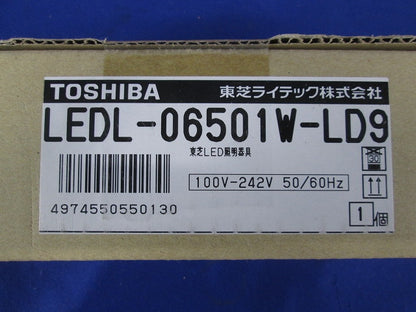 TOSHIBA 東芝ライテック株式会社
LEDL-06501W-LD9
東芝LED照明器具
100V-242V 50/60Hz
4974550550130
1個